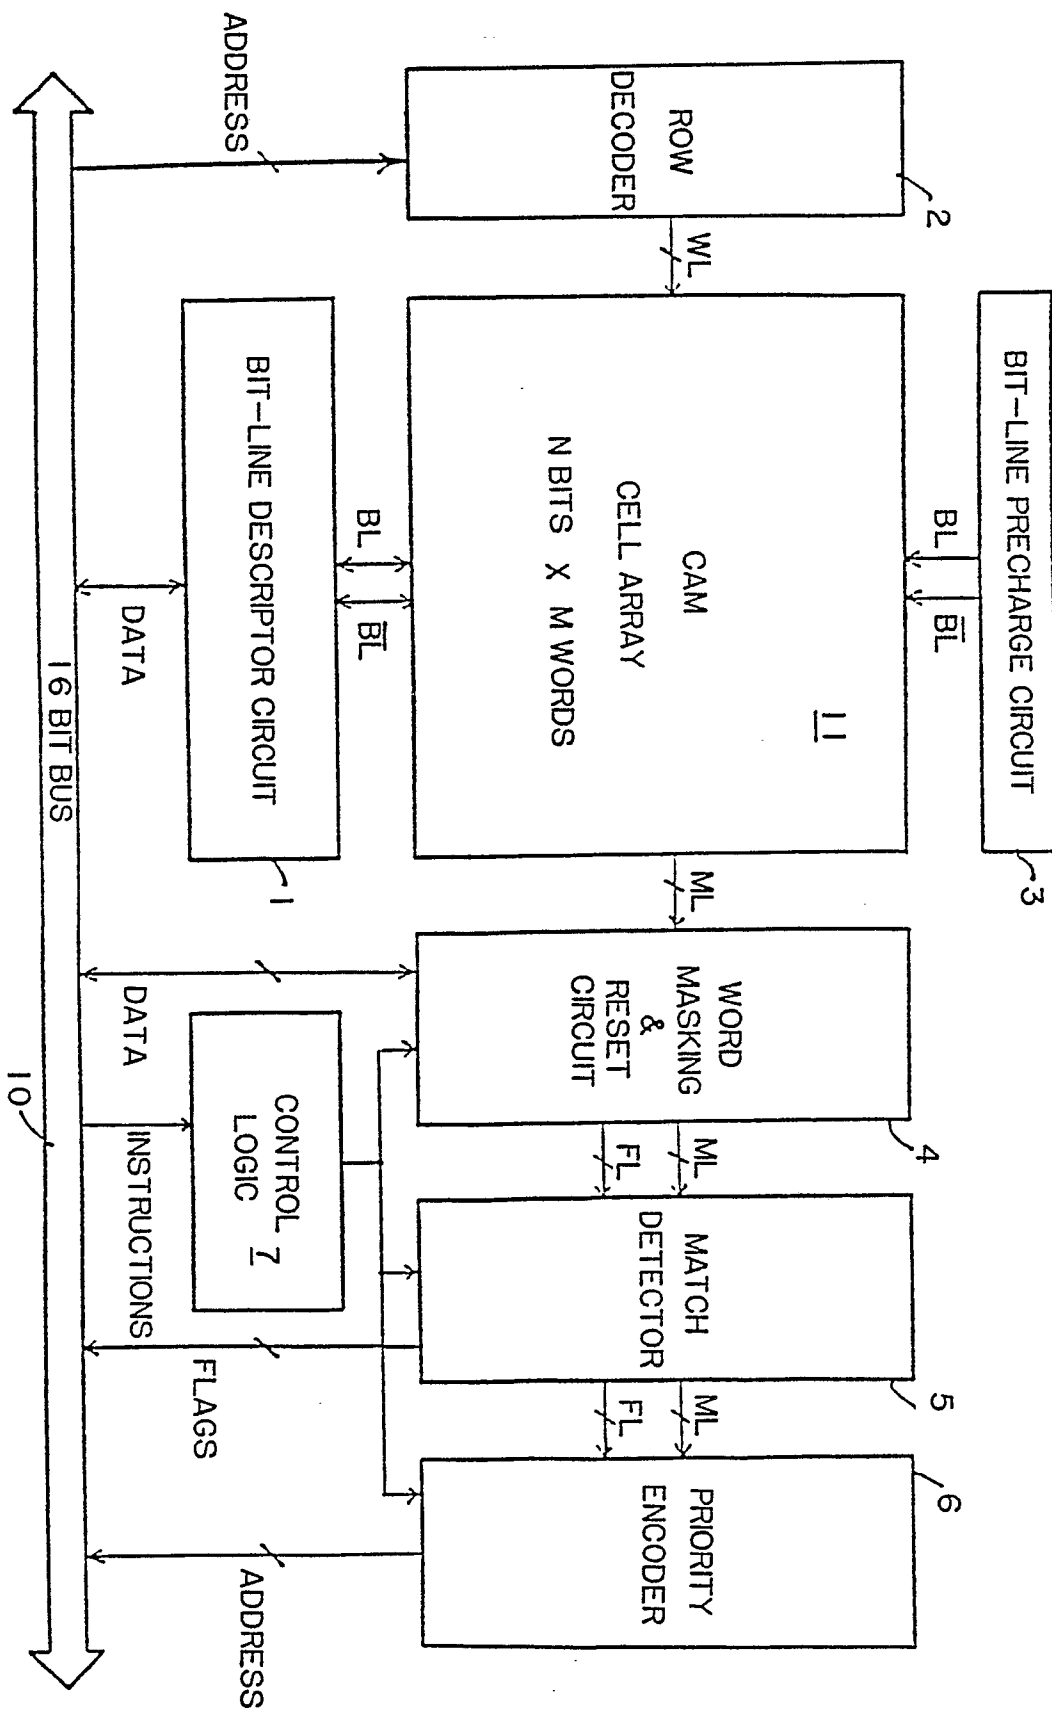 BIT-LINE PRECHARGE CIRCUIT
3
BL
B̅L̅
ROW
DECODER
2
WL
CAM
CELL ARRAY
N BITS X M WORDS
11
ML
WORD
MASKING
&
RESET
CIRCUIT
4
ML
FL
MATCH
DETECTOR
5
ML
FL
PRIORITY
ENCODER
6
BL
B̅L̅
BIT-LINE DESCRIPTOR CIRCUIT
1
CONTROL
LOGIC
7
ADDRESS
DATA
DATA
INSTRUCTIONS
FLAGS
ADDRESS
16 BIT BUS
10